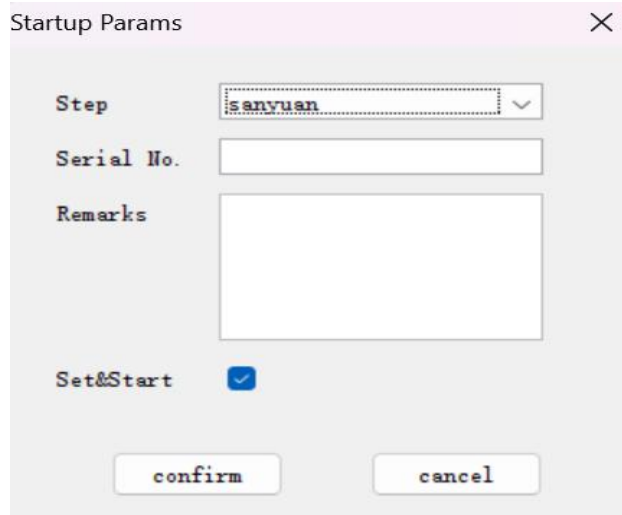 Startup Params
Step sanyuan
Serial No.
Remarks
Set&Start
confirm cancel